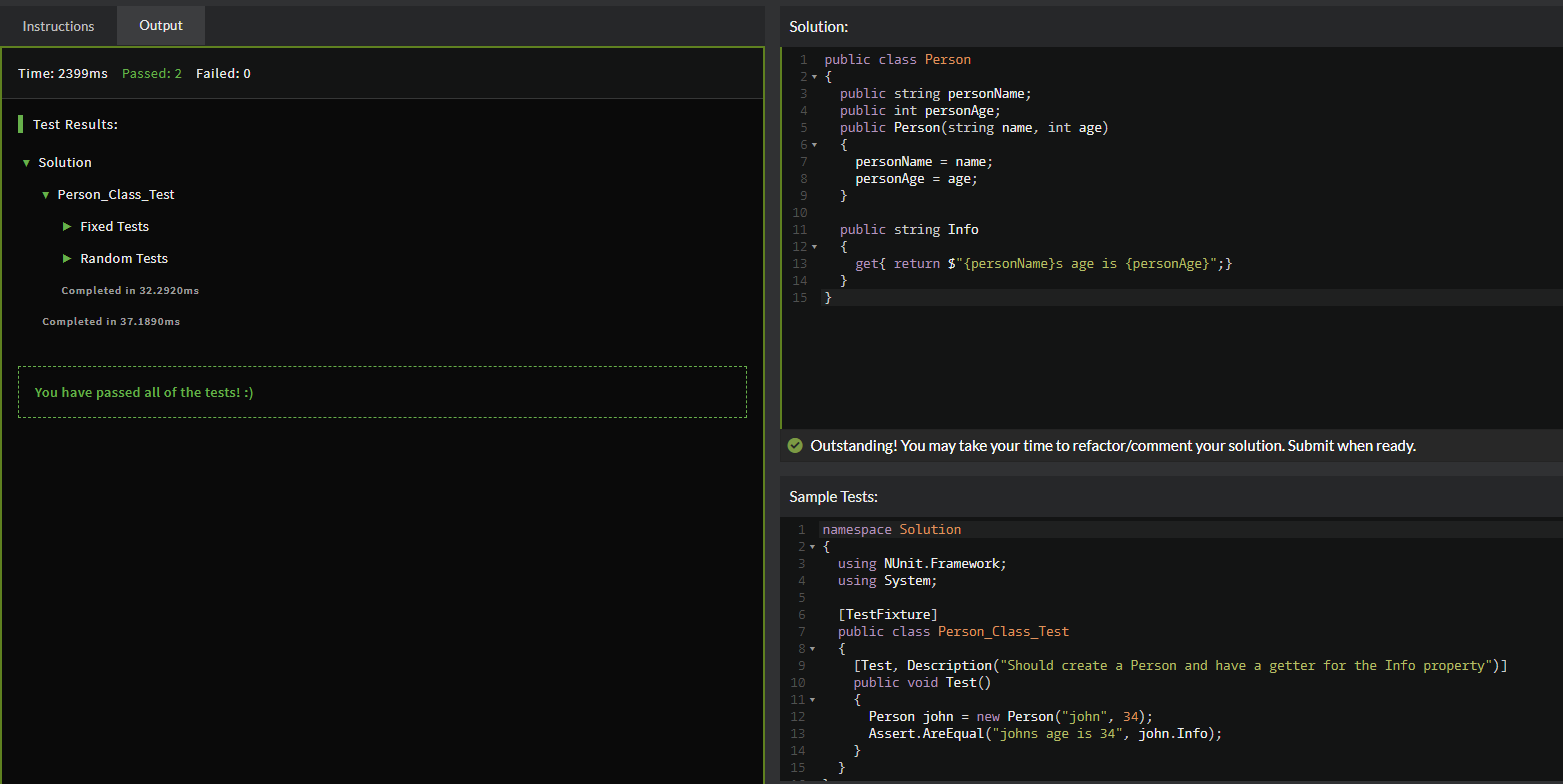 Instructions
Output
Time: 2399ms Passed: 2 Failed: 0
Test Results:
Solution
Person_Class_Test
Fixed Tests
Random Tests
Completed in 32.2920ms
Completed in 37.1890ms
You have passed all of the tests! :)
Solution:
1 public class Person
2 {
3 public string personName;
4 public int personAge;
5 public Person(string name, int age)
6 {
7 personName = name;
8 personAge = age;
9 }
10
11 public string Info
12 {
13 get{ return $"{personName}s age is {personAge}";}
14 }
15 }
Outstanding! You may take your time to refactor/comment your solution. Submit when ready.
Sample Tests:
1 namespace Solution
2 {
3 using NUnit.Framework;
4 using System;
5
6 [TestFixture]
7 public class Person_Class_Test
8 {
9 [Test, Description("Should create a Person and have a getter for the Info property")]
10 public void Test()
11 {
12 Person john = new Person("john", 34);
13 Assert.AreEqual("johns age is 34", john.Info);
14 }
15 }